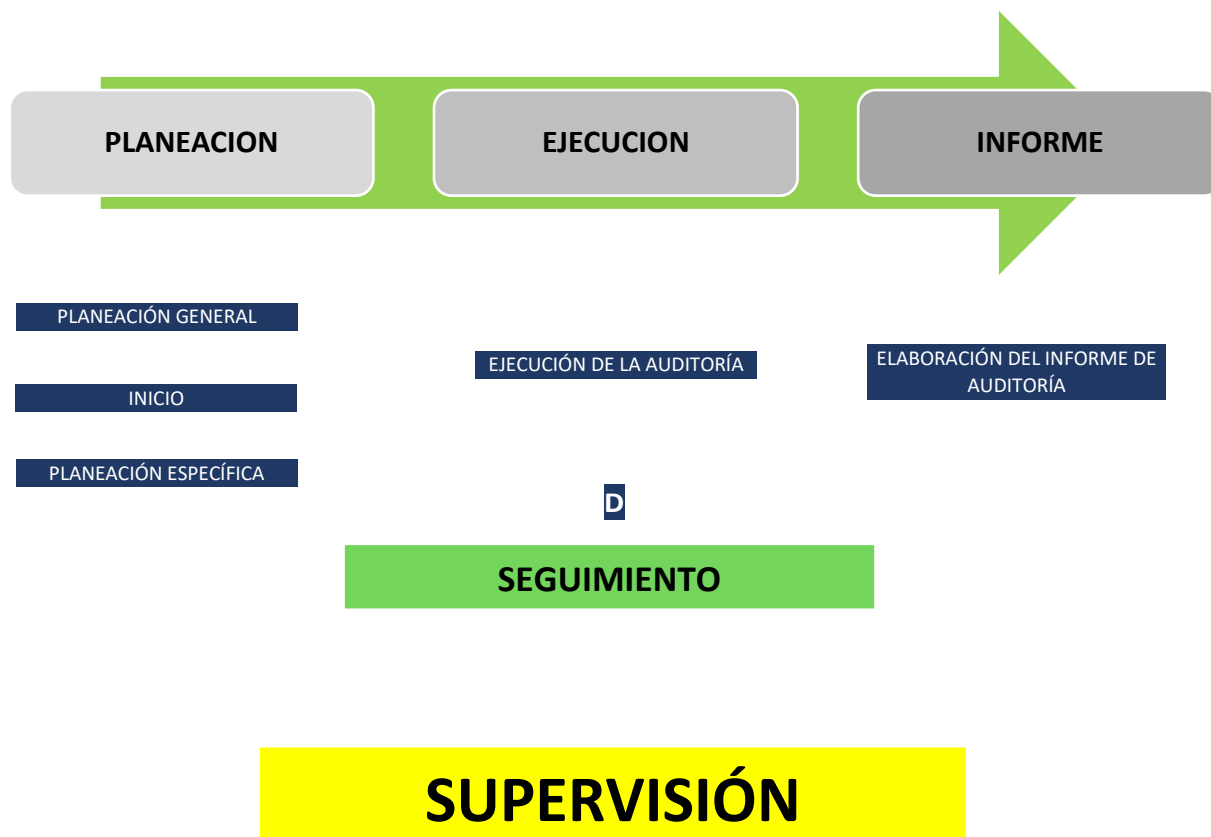 PLANEACION
EJECUCION
INFORME
PLANEACIÓN GENERAL
INICIO
PLANEACIÓN ESPECÍFICA
EJECUCIÓN DE LA AUDITORÍA
ELABORACIÓN DEL INFORME DE
AUDITORÍA
D
SEGUIMIENTO
SUPERVISIÓN